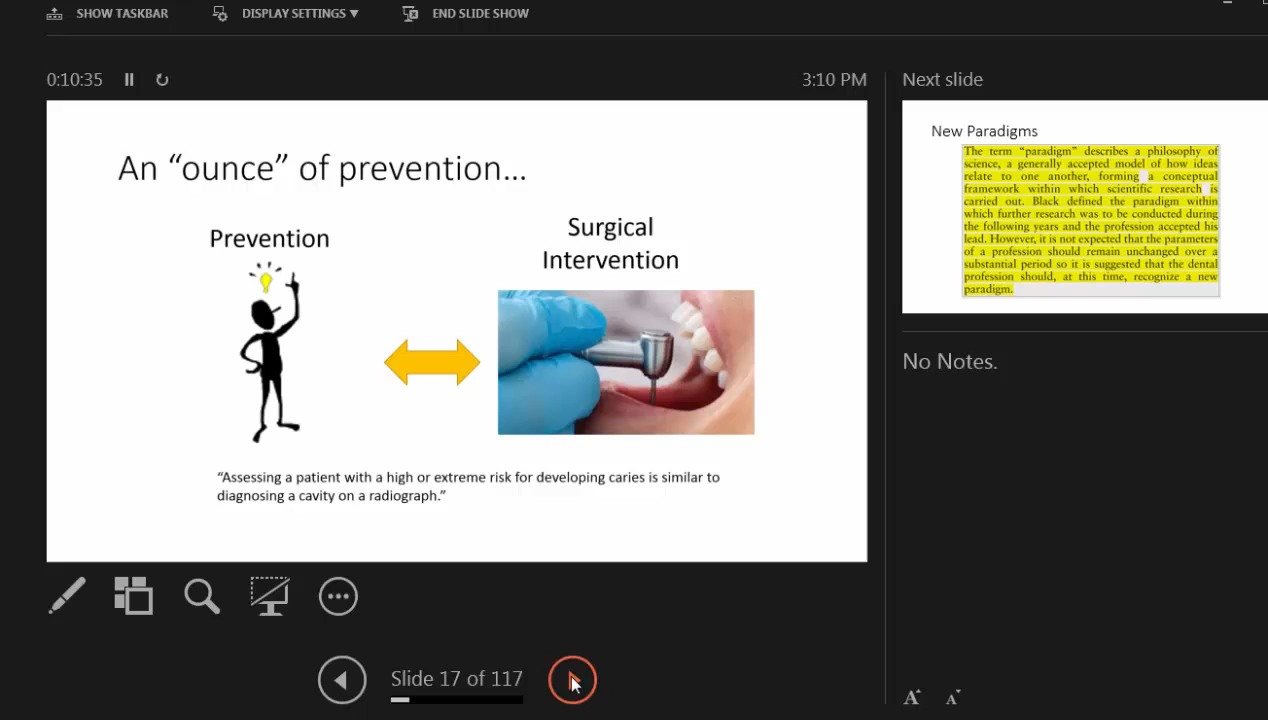 SHOW TASKBAR
DISPLAY SETTINGS ▼
END SLIDE SHOW
0:10:35
3:10 PM
An “ounce” of prevention...
Prevention
Surgical
Intervention
“Assessing a patient with a high or extreme risk for developing caries is similar to
diagnosing a cavity on a radiograph.”
Slide 17 of 117
Next slide
New Paradigms
The term “paradigm” describes a philosophy of
science, a generally accepted model of how ideas
relate to one another, forming a conceptual
framework within which scientific research is
carried out. Black defined the paradigm within
which further research was to be conducted during
the following years and the profession accepted his
lead. However, it is not expected that the parameters
of a profession should remain unchanged over a
substantial period so it is suggested that the dental
profession should, at this time, recognize a new
paradigm.
No Notes.
A A